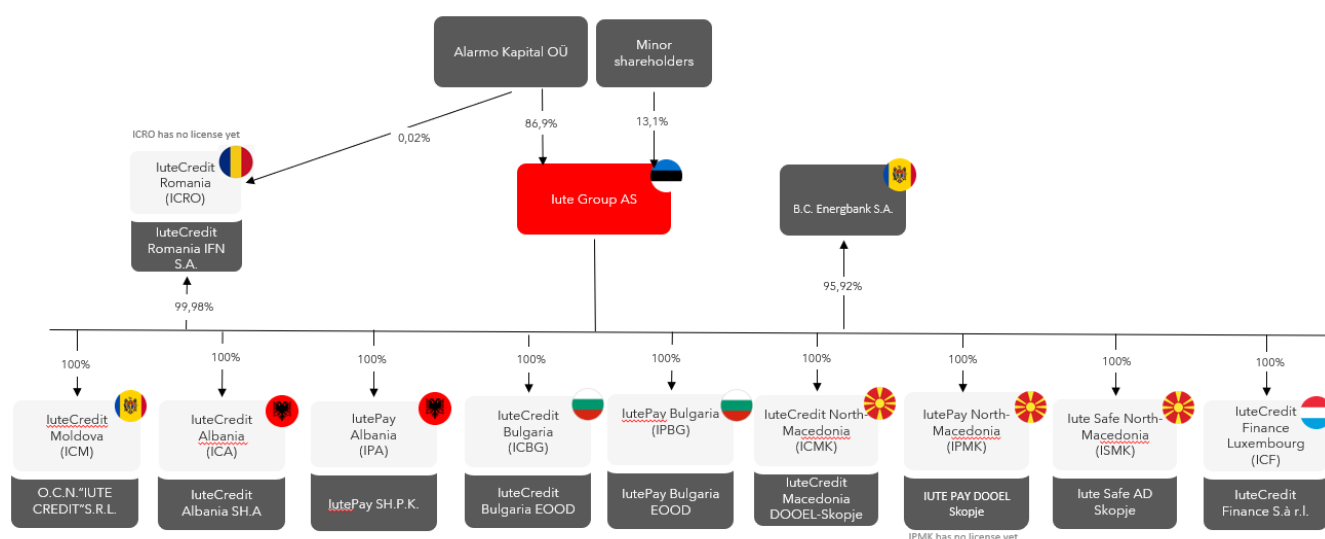 Alarmo Kapital OÜ
Minor
shareholders
86,9%
13,1%
0,02%
ICRO has no license yet
IuteCredit
Romania
(ICRO)
IuteCredit
Romania IFN
S.A.
Iute Group AS
B.C. Energbank S.A.
99,98%
95,92%
100%
100%
100%
100%
100%
100%
100%
100%
100%
IuteCredit
Moldova
(ICM)
O.C.N."IUTE
CREDIT"S.R.L.
IuteCredit
Albania
(ICA)
IuteCredit
Albania SH.A
IutePay
Albania
(IPA)
IutePay SH.P.K.
IuteCredit
Bulgaria
(ICBG)
IuteCredit
Bulgaria EOOD
IutePay Bulgaria
(IPBG)
IutePay Bulgaria
EOOD
IuteCredit North-
Macedonia
(ICMK)
IuteCredit
Macedonia
DOOEL-Skopje
IutePay North-
Macedonia
(IPMK)
IUTE PAY DOOEL
Skopje
IPMK has no license yet
Iute Safe North-
Macedonia
(ISMK)
Iute Safe AD
Skopje
IuteCredit
Finance
Luxembourg
(ICF)
IuteCredit
Finance S.à r.l.